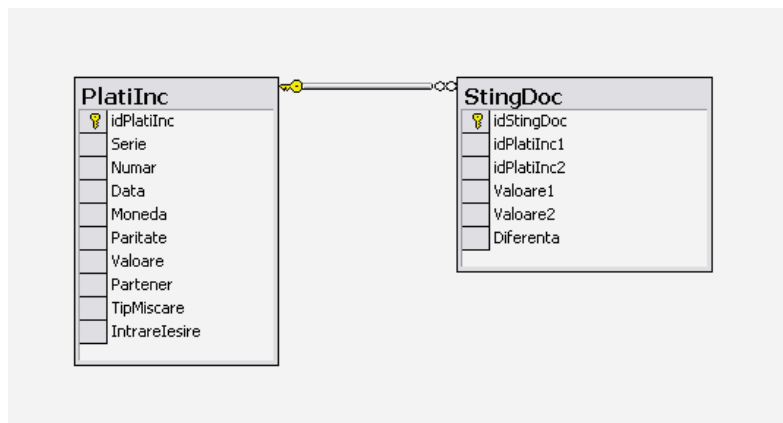 PlatiInc
idPlatiInc
Serie
Numar
Data
Moneda
Paritate
Valoare
Partener
TipMiscare
IntrareIesire
StingDoc
idStingDoc
idPlatiInc1
idPlatiInc2
Valoare1
Valoare2
Diferenta